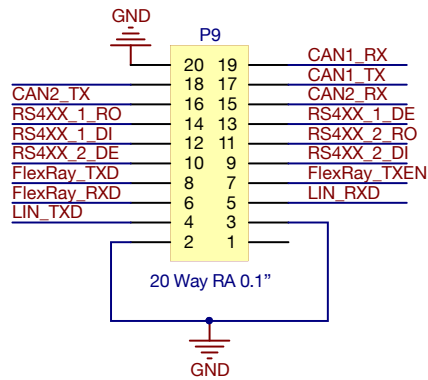 GND
P9
CAN1_RX
20 19
CAN1_TX
18 17
CAN2_TX CAN2_RX
16 15
RS4XX_1_RO RS4XX_1_DE
14 13
RS4XX_1_DI RS4XX_2_RO
12 11
RS4XX_2_DE RS4XX_2_DI
10 9
FlexRay_TXD FlexRay_TXEN
8 7
FlexRay_RXD LIN_RXD
6 5
LIN_TXD
4 3
2 1
20 Way RA 0.1”
GND